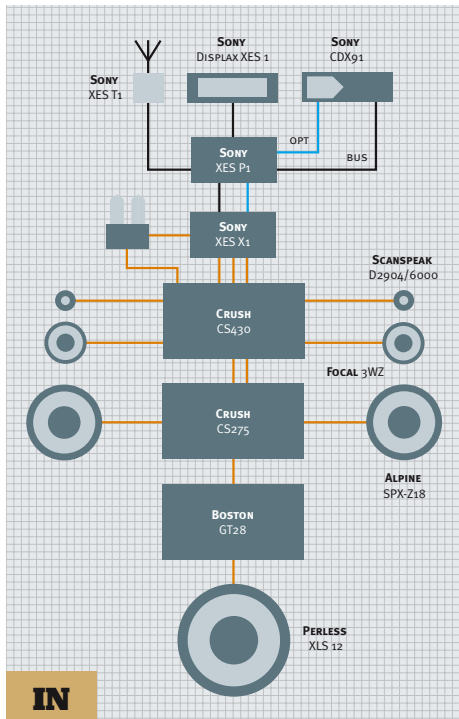 Sony
Displax XES 1
Sony
CDX91
Sony
XES T1
OPT
BUS
Sony
XES P1
Sony
XES X1
Scanspeak
D2904/6000
Crush
CS430
Focal 3WZ
Crush
CS275
Alpine
SPX-Z18
Boston
GT28
Perless
XLS 12
IN